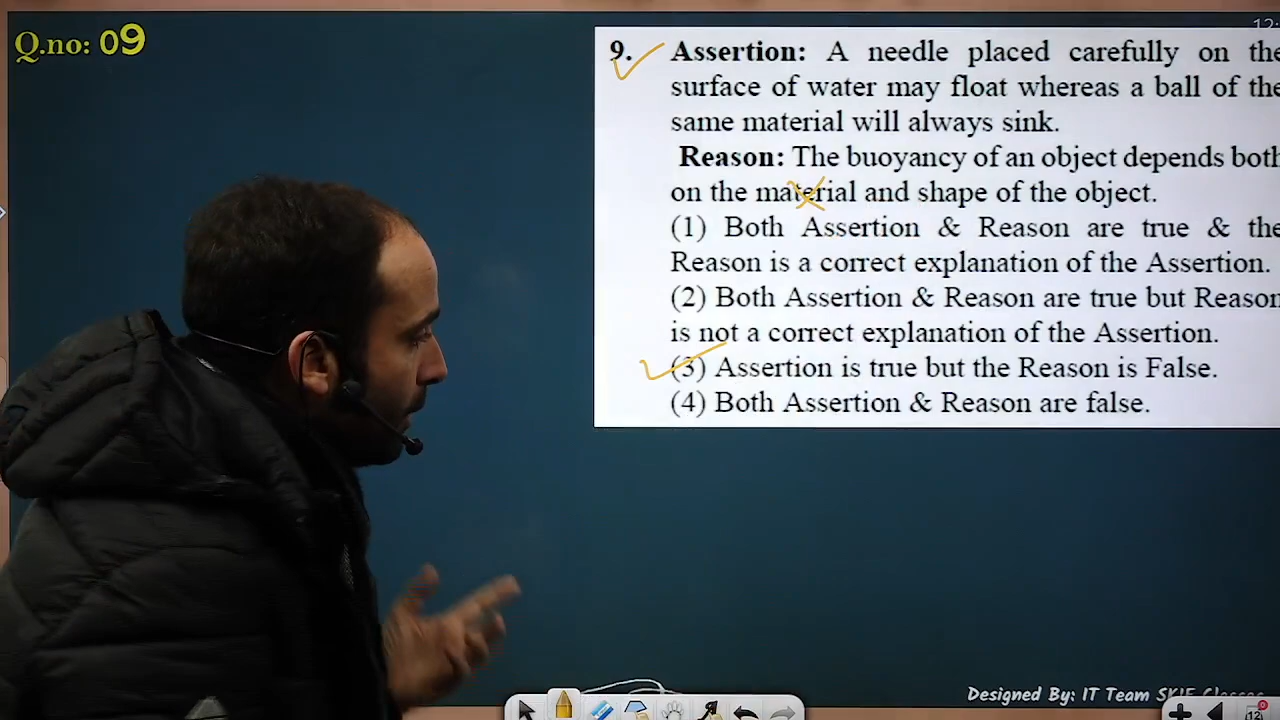 Q.no: 09
12:
9. Assertion: A needle placed carefully on the
surface of water may float whereas a ball of the
same material will always sink.
Reason: The buoyancy of an object depends both
on the material and shape of the object.
(1) Both Assertion & Reason are true & the
Reason is a correct explanation of the Assertion.
(2) Both Assertion & Reason are true but Reason
is not a correct explanation of the Assertion.
(3) Assertion is true but the Reason is False.
(4) Both Assertion & Reason are false.
Designed By: IT Team
12